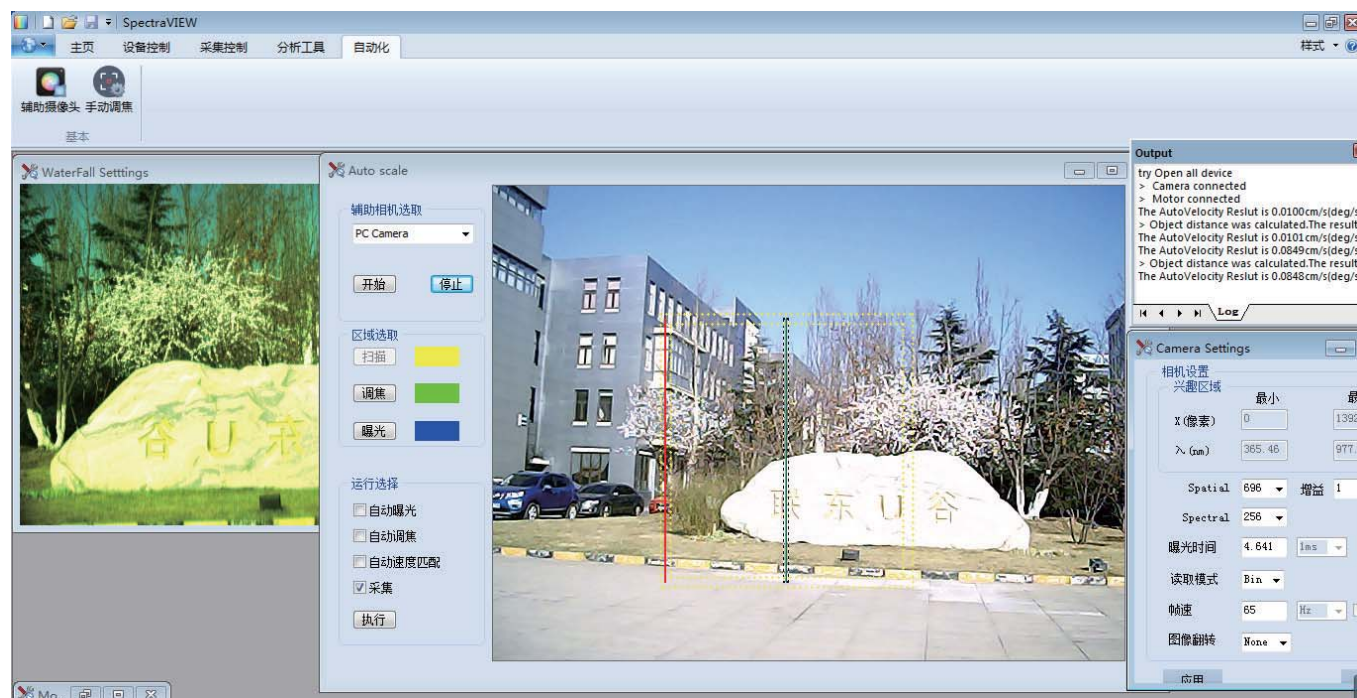 SpectraVIEW
主页 设备控制 采集控制 分析工具 自动化 样式
辅助摄像头 手动调焦
基本
WaterFall Setttings
谷 U 东
Auto scale
辅助相机选取
PC Camera
开始 停止
区域选取
扫描
调焦
曝光
运行选择
自动曝光
自动调焦
自动速度匹配
采集
执行
联 东 U 谷
Output
try Open all device
> Camera connected
> Motor connected
The AutoVelocity Reslut is 0.0100cm/s(deg/s
> Object distance was calculated.The result
The AutoVelocity Reslut is 0.0101cm/s(deg/s
The AutoVelocity Reslut is 0.0849cm/s(deg/s
> Object distance was calculated.The result
The AutoVelocity Reslut is 0.0848cm/s(deg/s
Log
Camera Settings
相机设置
兴趣区域
最小
X (像素) 0 1392
λ (nm) 365.46 977.
Spatial 696 增益 1
Spectral 256
曝光时间 4.641 1ms
读取模式 Bin
帧速 65 Hz
图像翻转 None
应用
Mo...